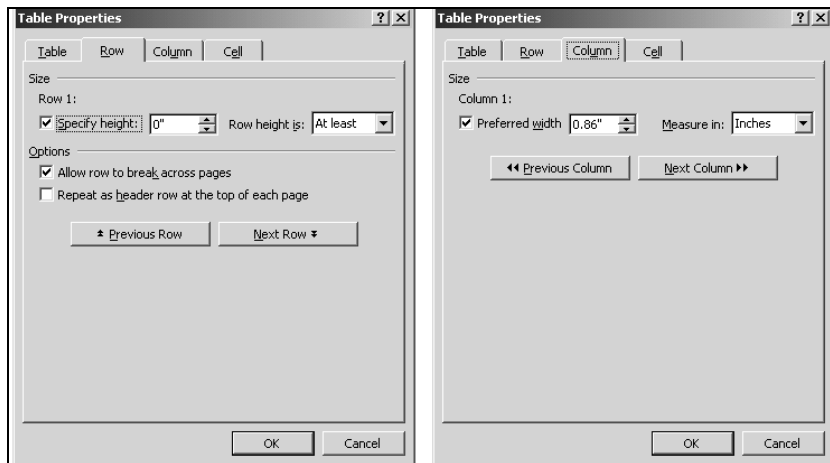 Table Properties
Table Row Column Cell
Size
Row 1:
Specify height: 0" Row height is: At least
Options
Allow row to break across pages
Repeat as header row at the top of each page
Previous Row Next Row
OK Cancel
Table Properties
Table Row Column Cell
Size
Column 1:
Preferred width 0.86" Measure in: Inches
Previous Column Next Column
OK Cancel